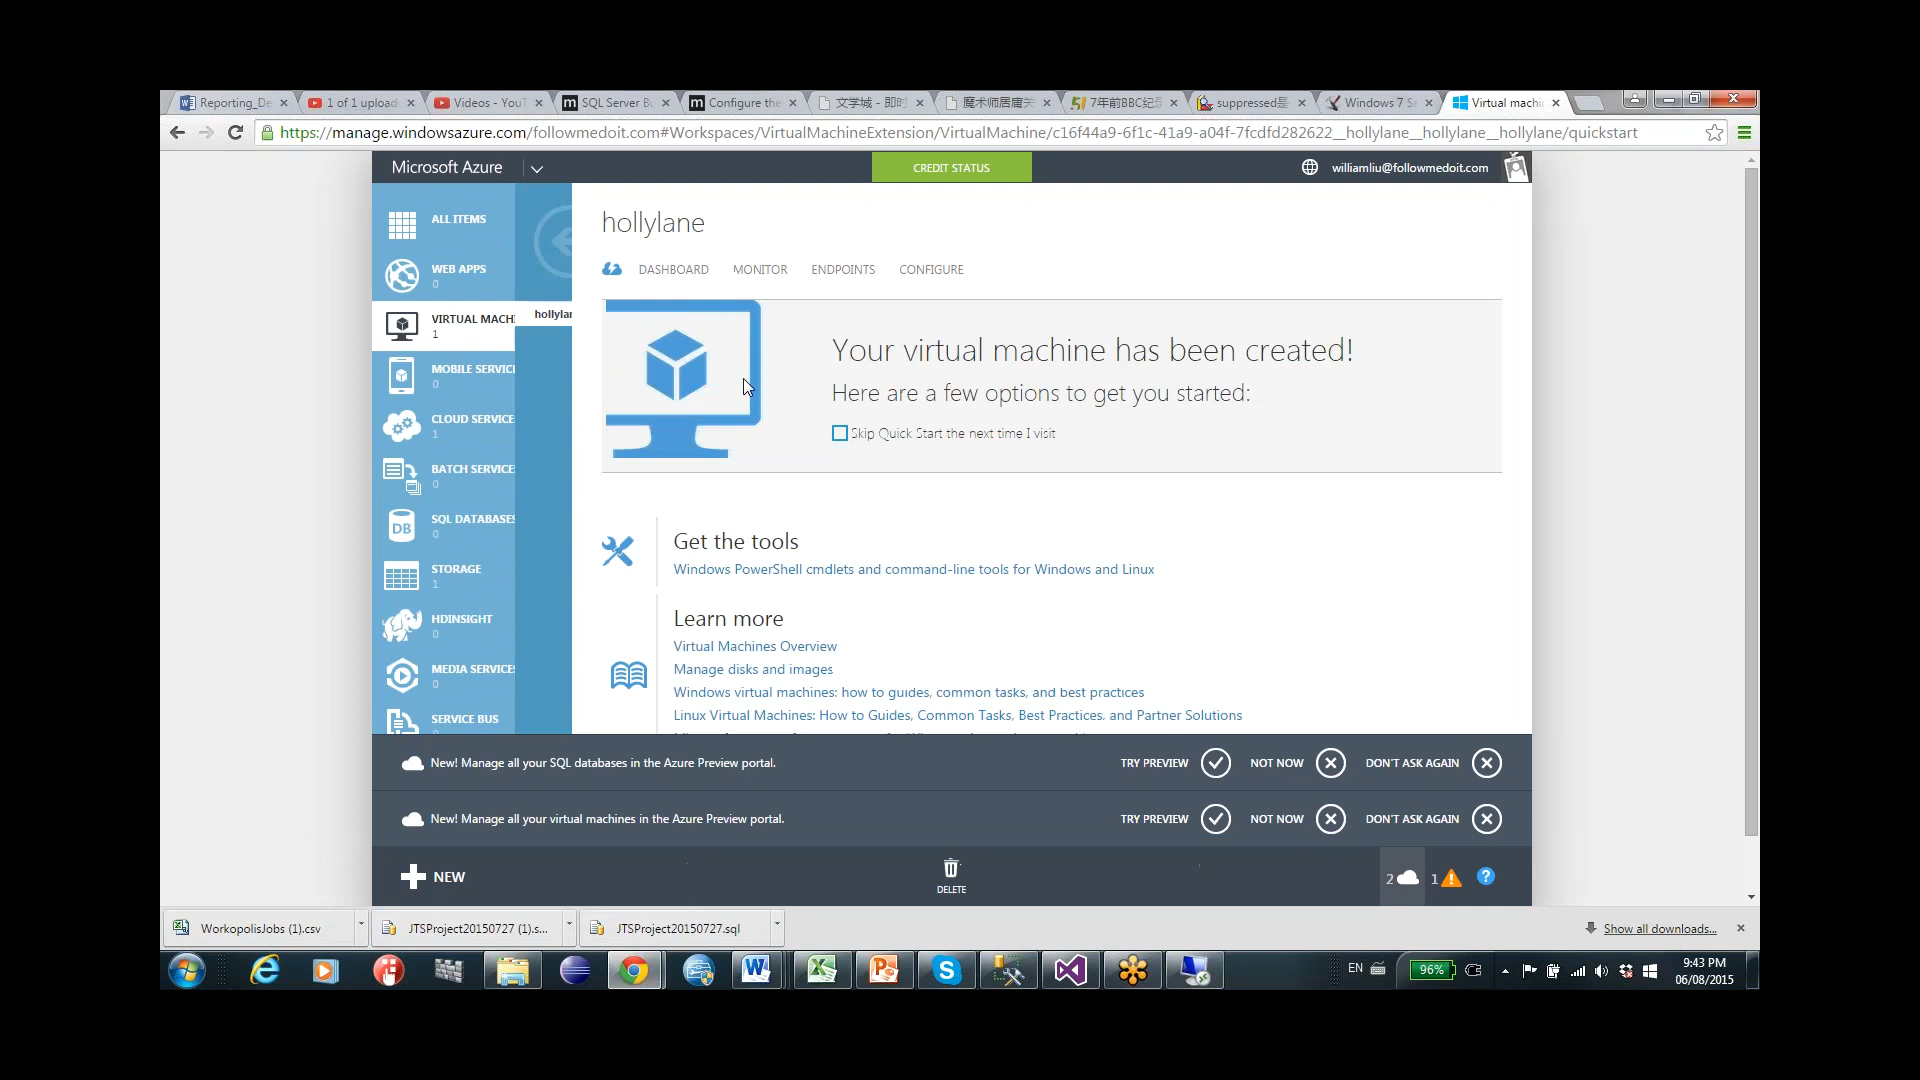 Reporting_De
1 of 1 upload
Videos - YouT
SQL Server Bu
Configure the
文学城 - 即时
魔术师居庸关
7年前BBC纪录
suppressed是
Windows 7 Se
Virtual machi
https://manage.windowsazure.com/followmedoit.com#Workspaces/VirtualMachineExtension/VirtualMachine/c16f44a9-6f1c-41a9-a04f-7fcdfd282622__hollylane__hollylane__hollylane/quickstart
Microsoft Azure
CREDIT STATUS
williamliu@followmedoit.com
ALL ITEMS
WEB APPS
0
VIRTUAL MACHI
1
MOBILE SERVIC
0
CLOUD SERVICE
1
BATCH SERVICE
0
SQL DATABASES
0
DB
STORAGE
1
HDINSIGHT
0
MEDIA SERVICE
0
SERVICE BUS
hollylan
hollylane
DASHBOARD MONITOR ENDPOINTS CONFIGURE
Your virtual machine has been created!
Here are a few options to get you started:
Skip Quick Start the next time I visit
Get the tools
Windows PowerShell cmdlets and command-line tools for Windows and Linux
Learn more
Virtual Machines Overview
Manage disks and images
Windows virtual machines: how to guides, common tasks, and best practices
Linux Virtual Machines: How to Guides, Common Tasks, Best Practices, and Partner Solutions
New! Manage all your SQL databases in the Azure Preview portal.
TRY PREVIEW NOT NOW DON'T ASK AGAIN
New! Manage all your virtual machines in the Azure Preview portal.
TRY PREVIEW NOT NOW DON'T ASK AGAIN
NEW
DELETE
2
1
WorkopolisJobs (1).csv
JTSProject20150727 (1).s...
JTSProject20150727.sql
Show all downloads...
EN
96%
9:43 PM
06/08/2015